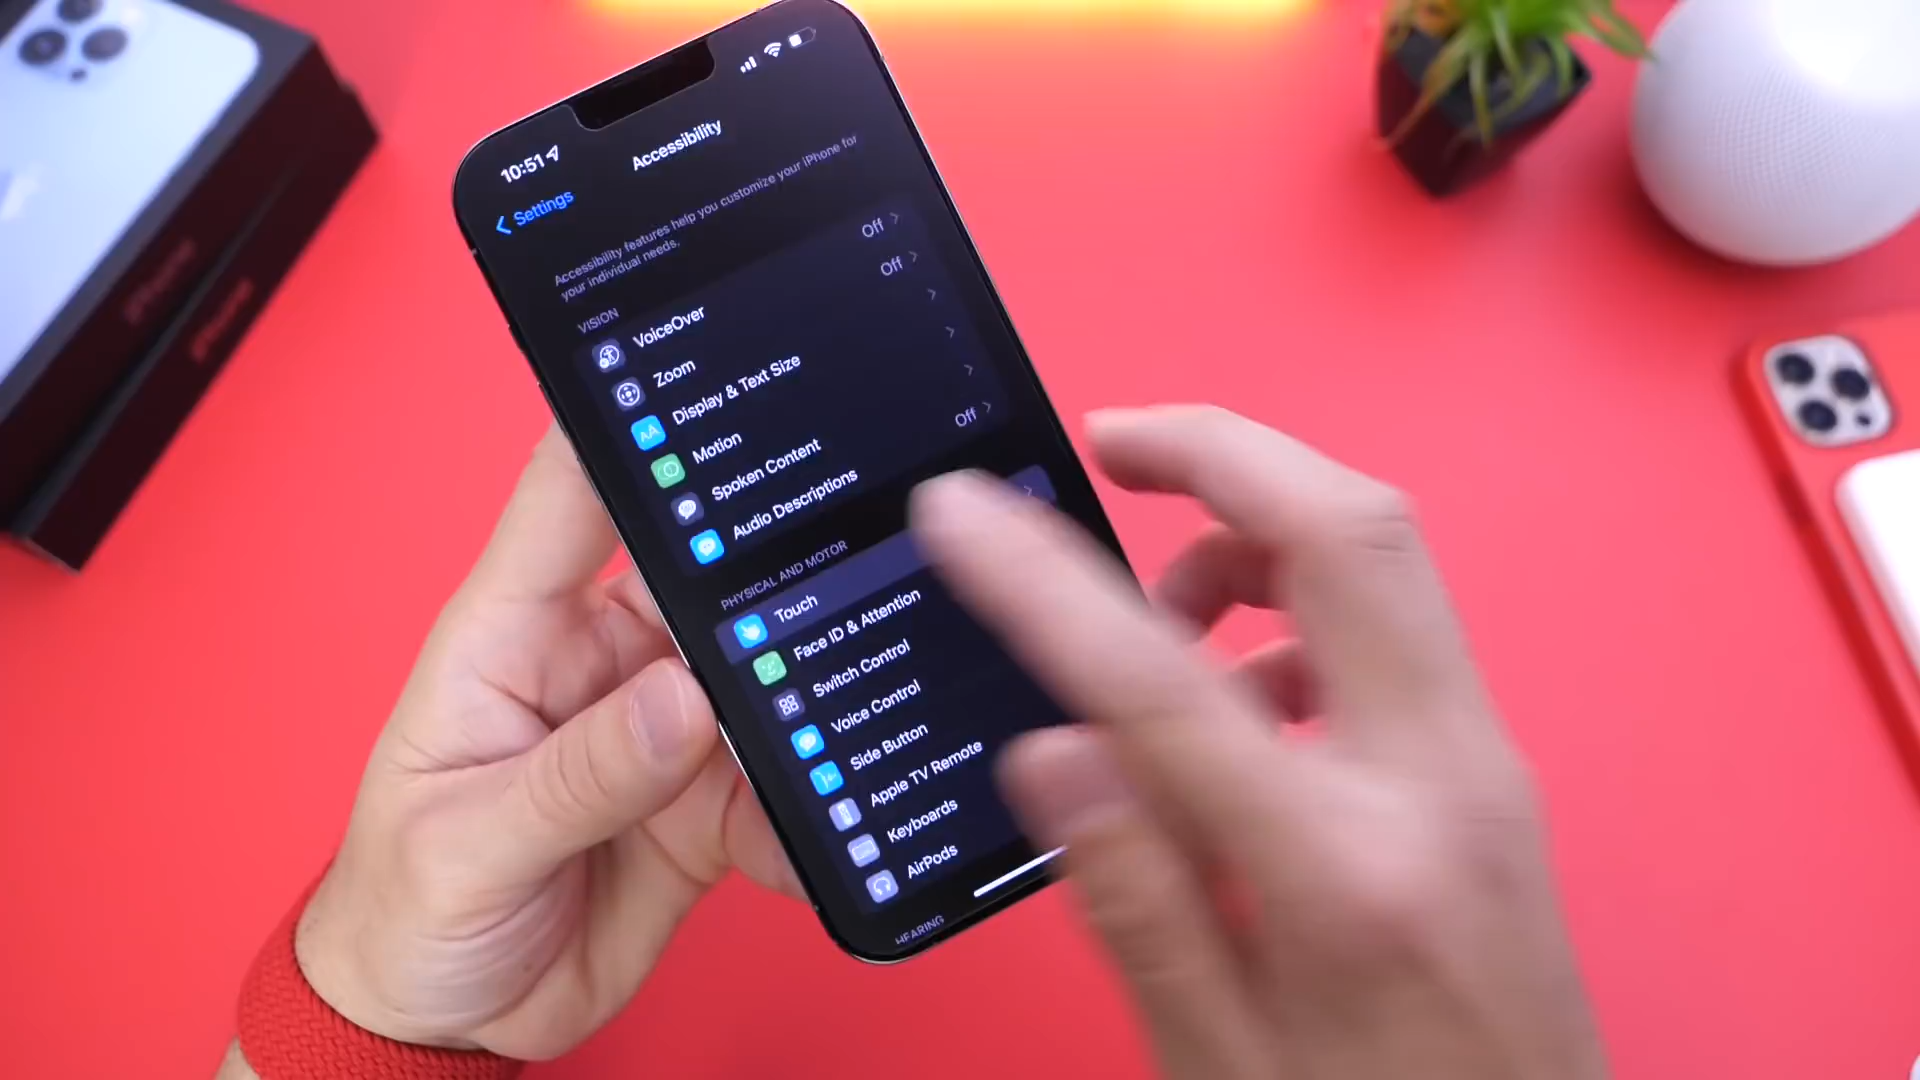 10:51
Settings
Accessibility
Accessibility features help you customize your iPhone for
your individual needs.
VISION
VoiceOver Off
Zoom Off
Display & Text Size
Motion
Spoken Content
Audio Descriptions Off
PHYSICAL AND MOTOR
Touch
Face ID & Attention
Switch Control
Voice Control
Side Button
Apple TV Remote
Keyboards
AirPods
HEARING
iPhone
iPhone